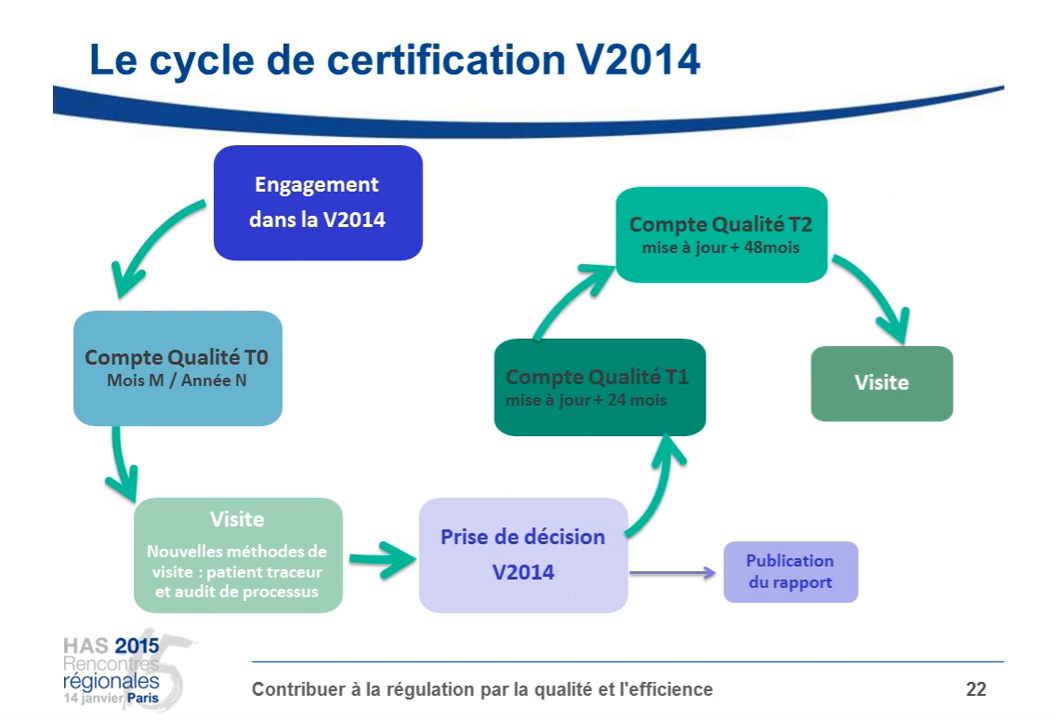 Le cycle de certification V2014
Engagement
dans la V2014
Compte Qualité T0
Mois M / Année N
Visite
Nouvelles méthodes de
visite : patient traceur
et audit de processus
Prise de décision
V2014
Publication
du rapport
Compte Qualité T1
mise à jour + 24 mois
Compte Qualité T2
mise à jour + 48mois
Visite
HAS 2015
Rencontres
régionales
14 janvier Paris
15
Contribuer à la régulation par la qualité et l'efficience
22